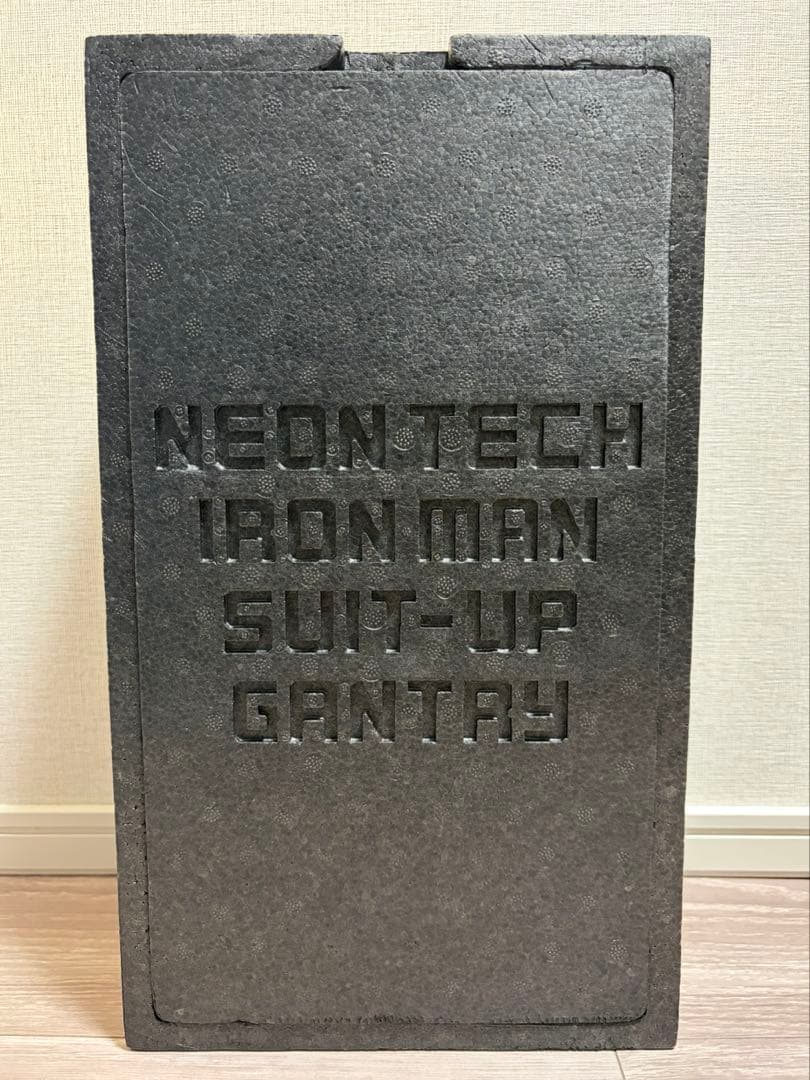 NEON TECH
IRON MAN
SUIT-UP
GANTRY